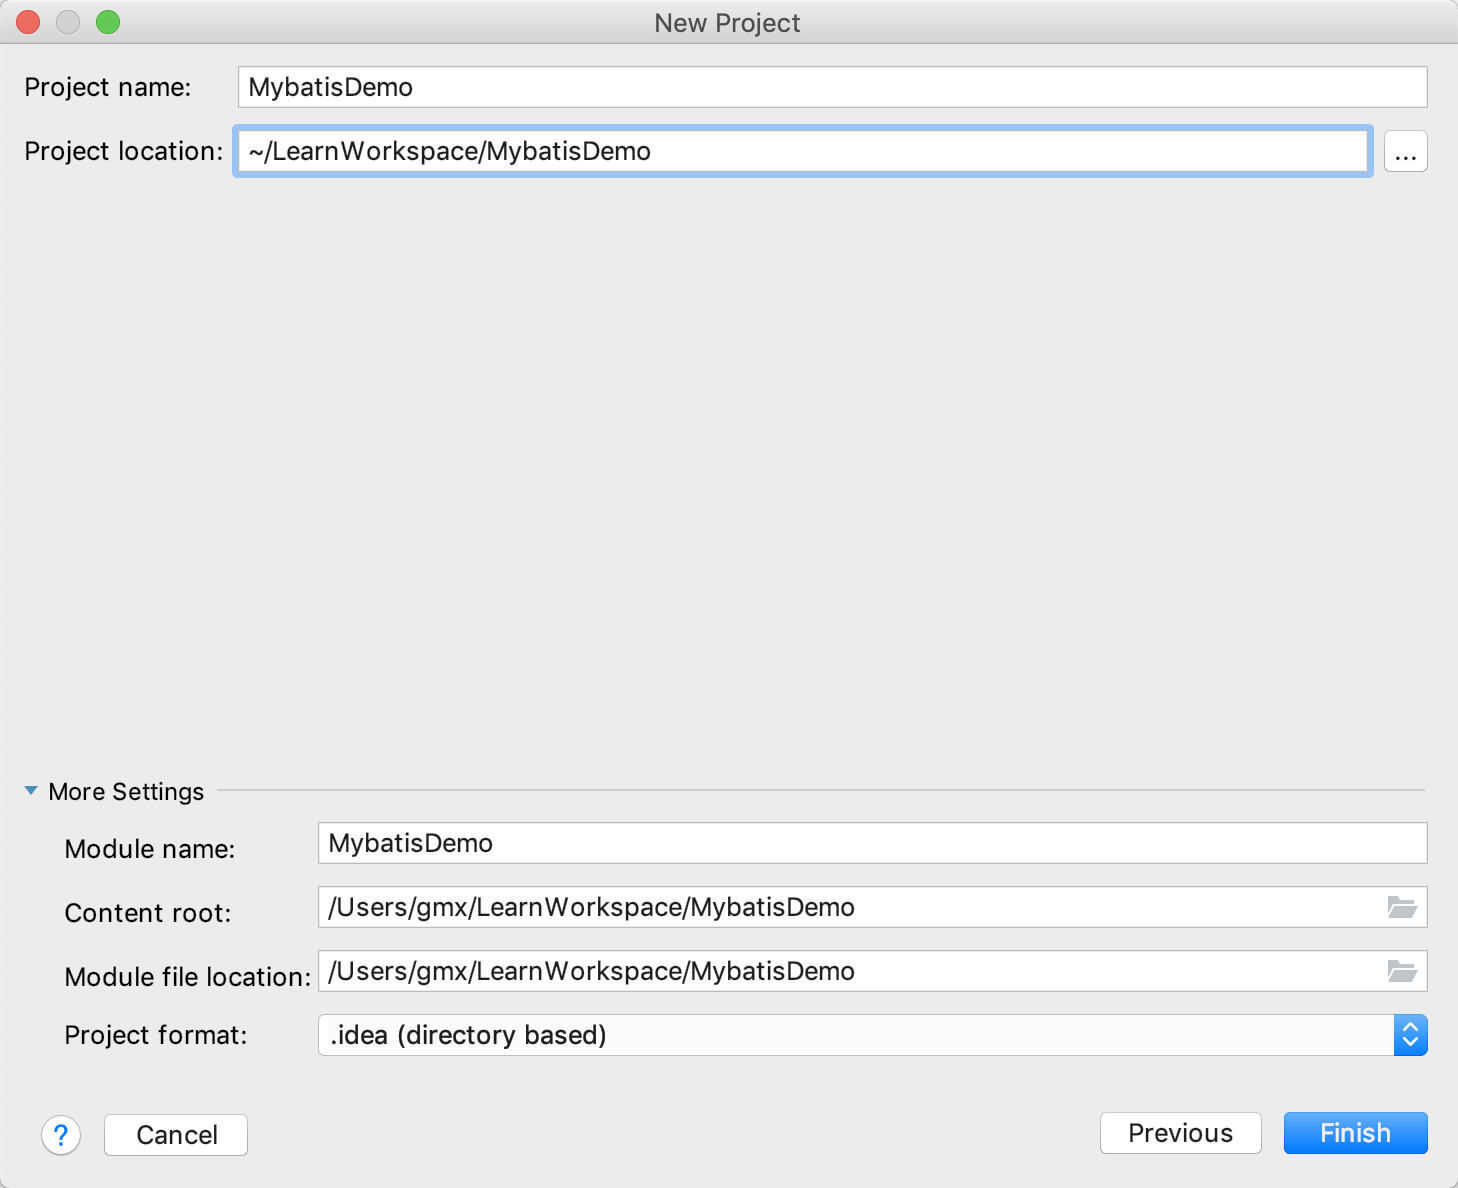 New Project
Project name: MybatisDemo
Project location: ~/LearnWorkspace/MybatisDemo ...
More Settings
Module name: MybatisDemo
Content root: /Users/gmx/LearnWorkspace/MybatisDemo
Module file location: /Users/gmx/LearnWorkspace/MybatisDemo
Project format: .idea (directory based)
? Cancel Previous Finish